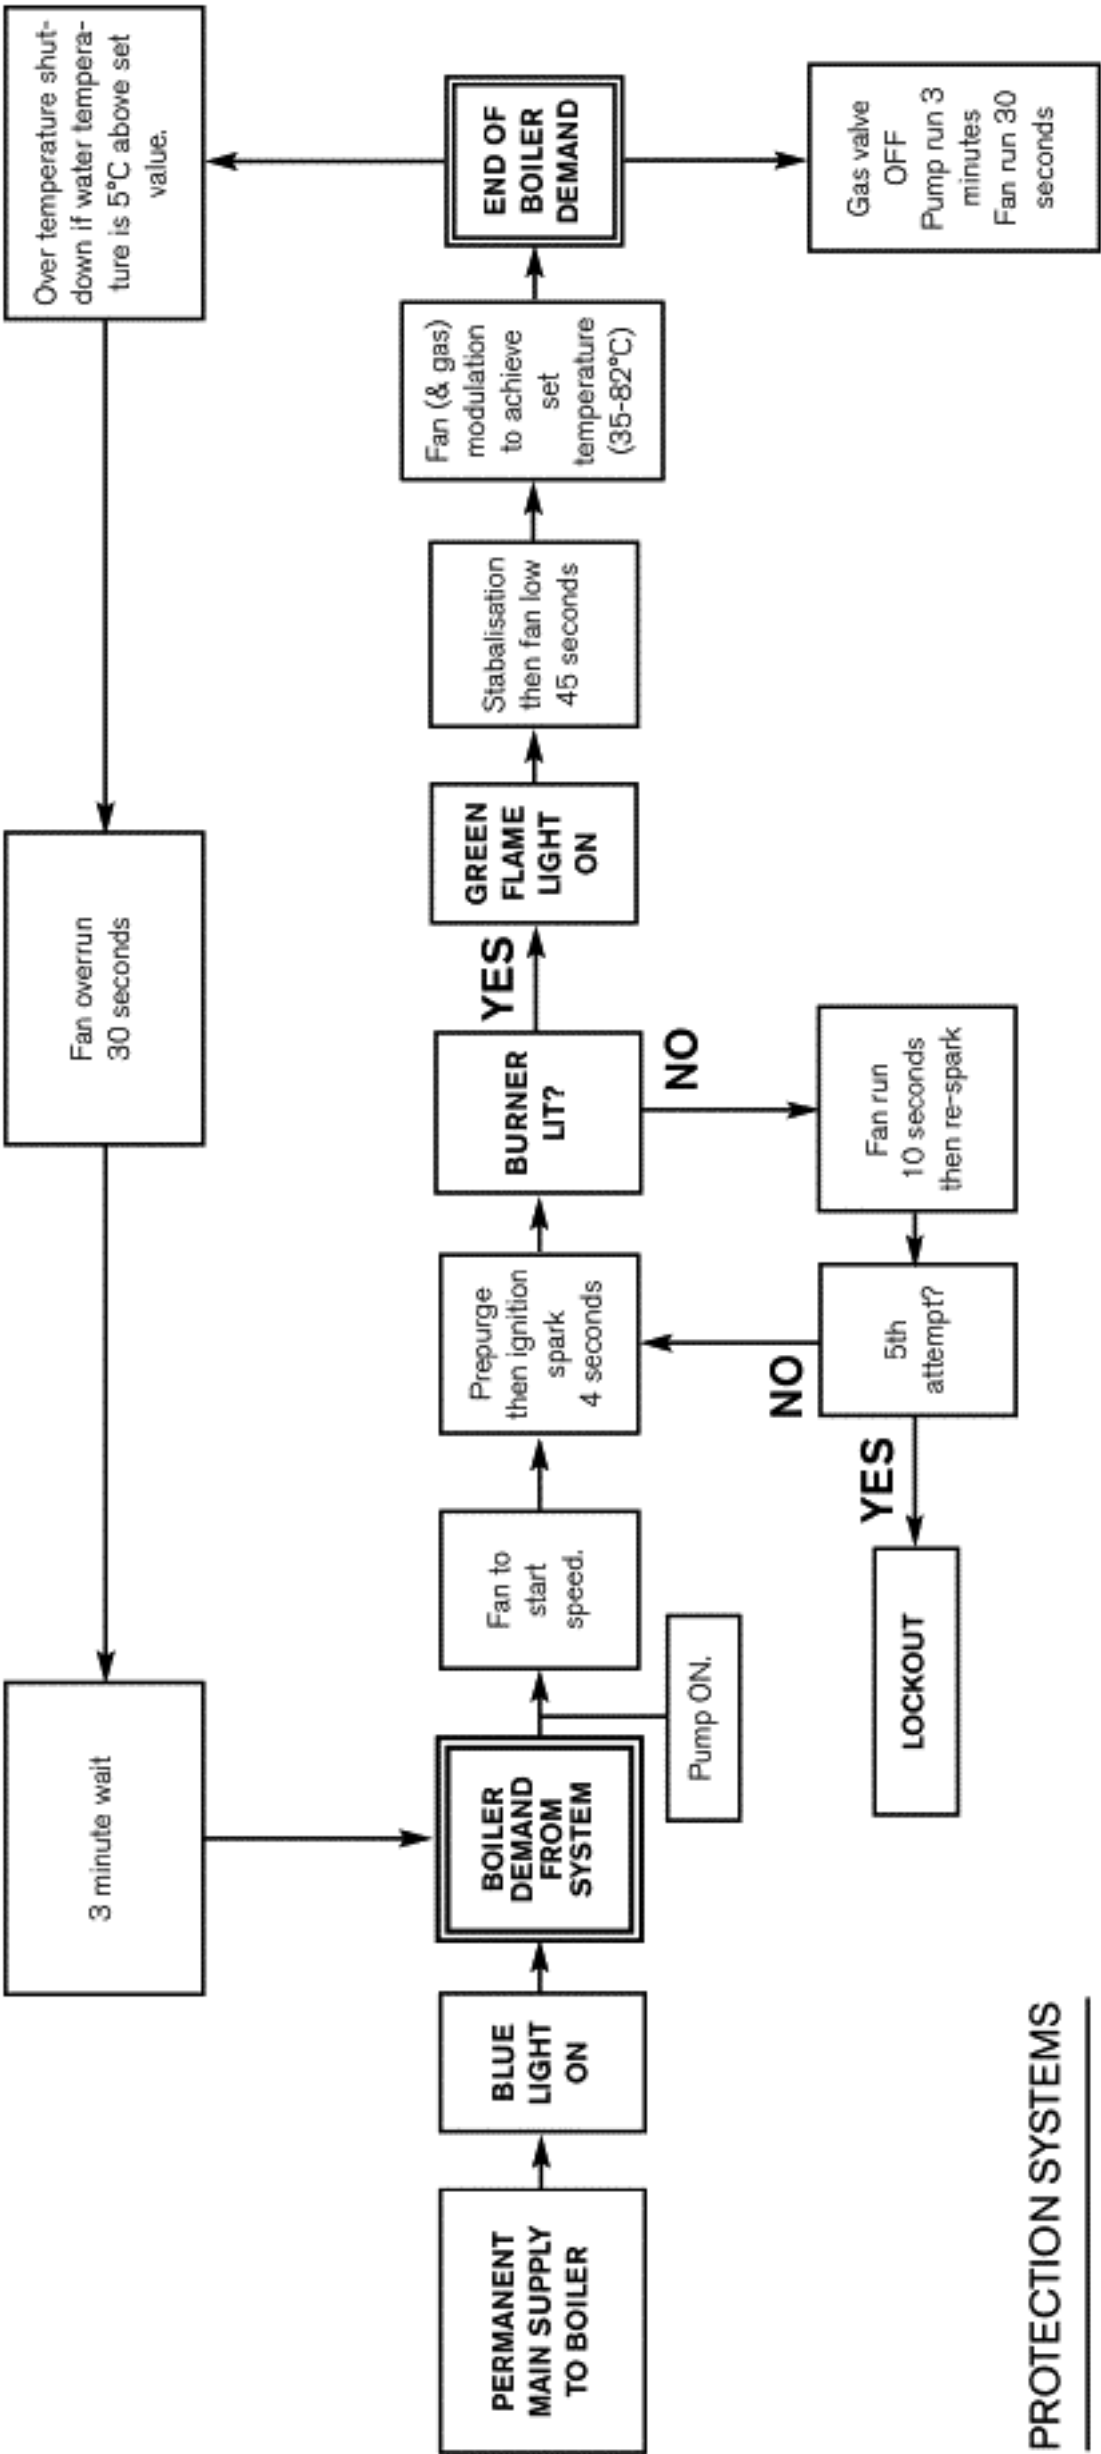 3 minute wait
Fan overrun
30 seconds
Over temperature shut-
down if water tempera-
ture is 5°C above set
value.
PERMANENT
MAIN SUPPLY
TO BOILER
BLUE
LIGHT
ON
BOILER
DEMAND
FROM
SYSTEM
Pump ON.
Fan to
start
speed.
Prepurge
then ignition
spark
4 seconds
BURNER
LIT?
YES
GREEN
FLAME
LIGHT
ON
Stabalisation
then fan low
45 seconds
Fan (& gas)
modulation
to achieve
set
temperature
(35-82°C)
END OF
BOILER
DEMAND
NO
Fan run
10 seconds
then re-spark
5th
attempt?
NO
YES
LOCKOUT
Gas valve
OFF
Pump run 3
minutes
Fan run 30
seconds
PROTECTION SYSTEMS